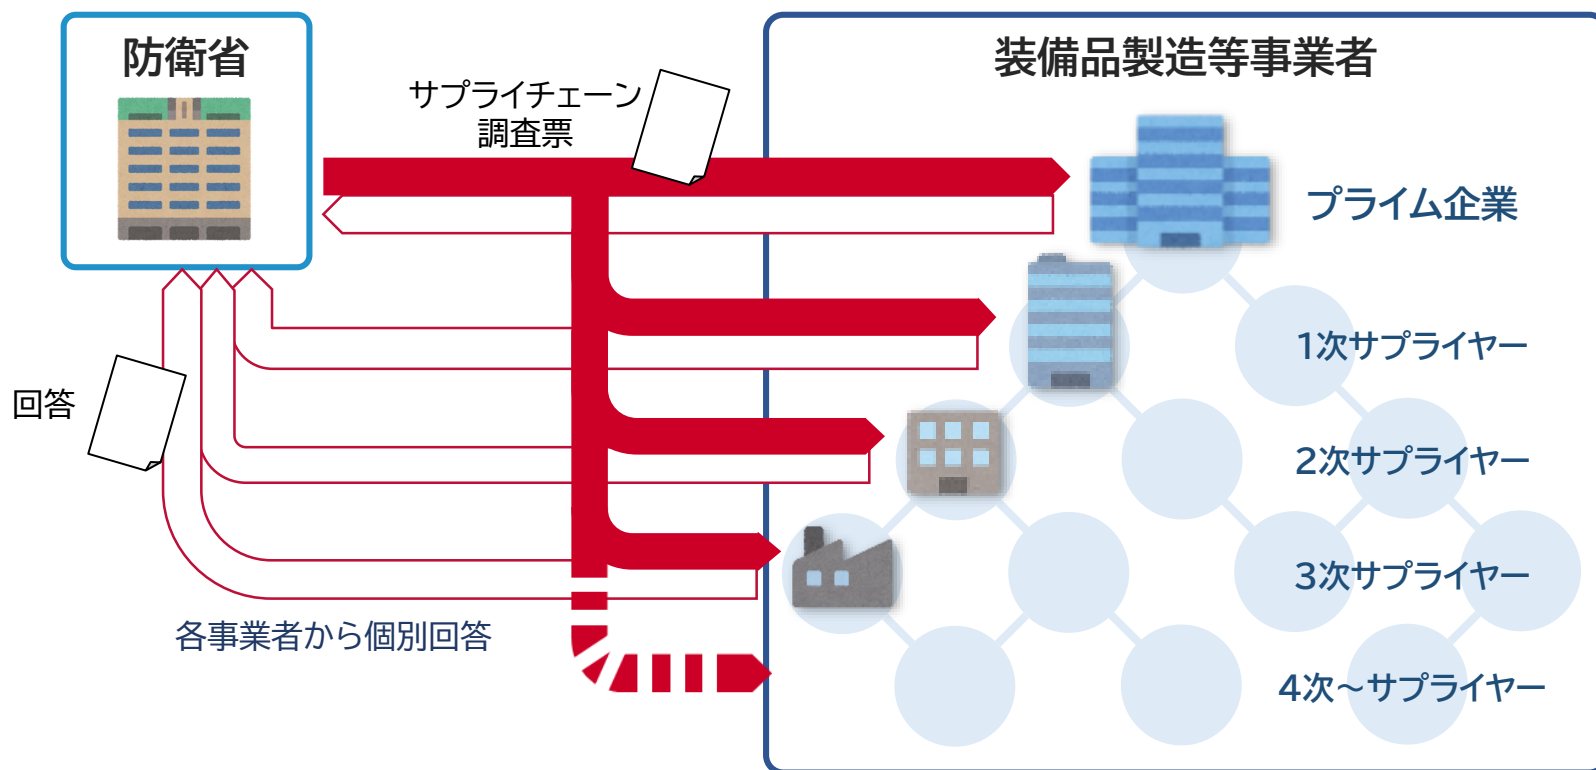 防衛省
装備品製造等事業者
サプライチェーン
調査票
プライム企業
1次サプライヤー
回答
2次サプライヤー
3次サプライヤー
各事業者から個別回答
4次～サプライヤー